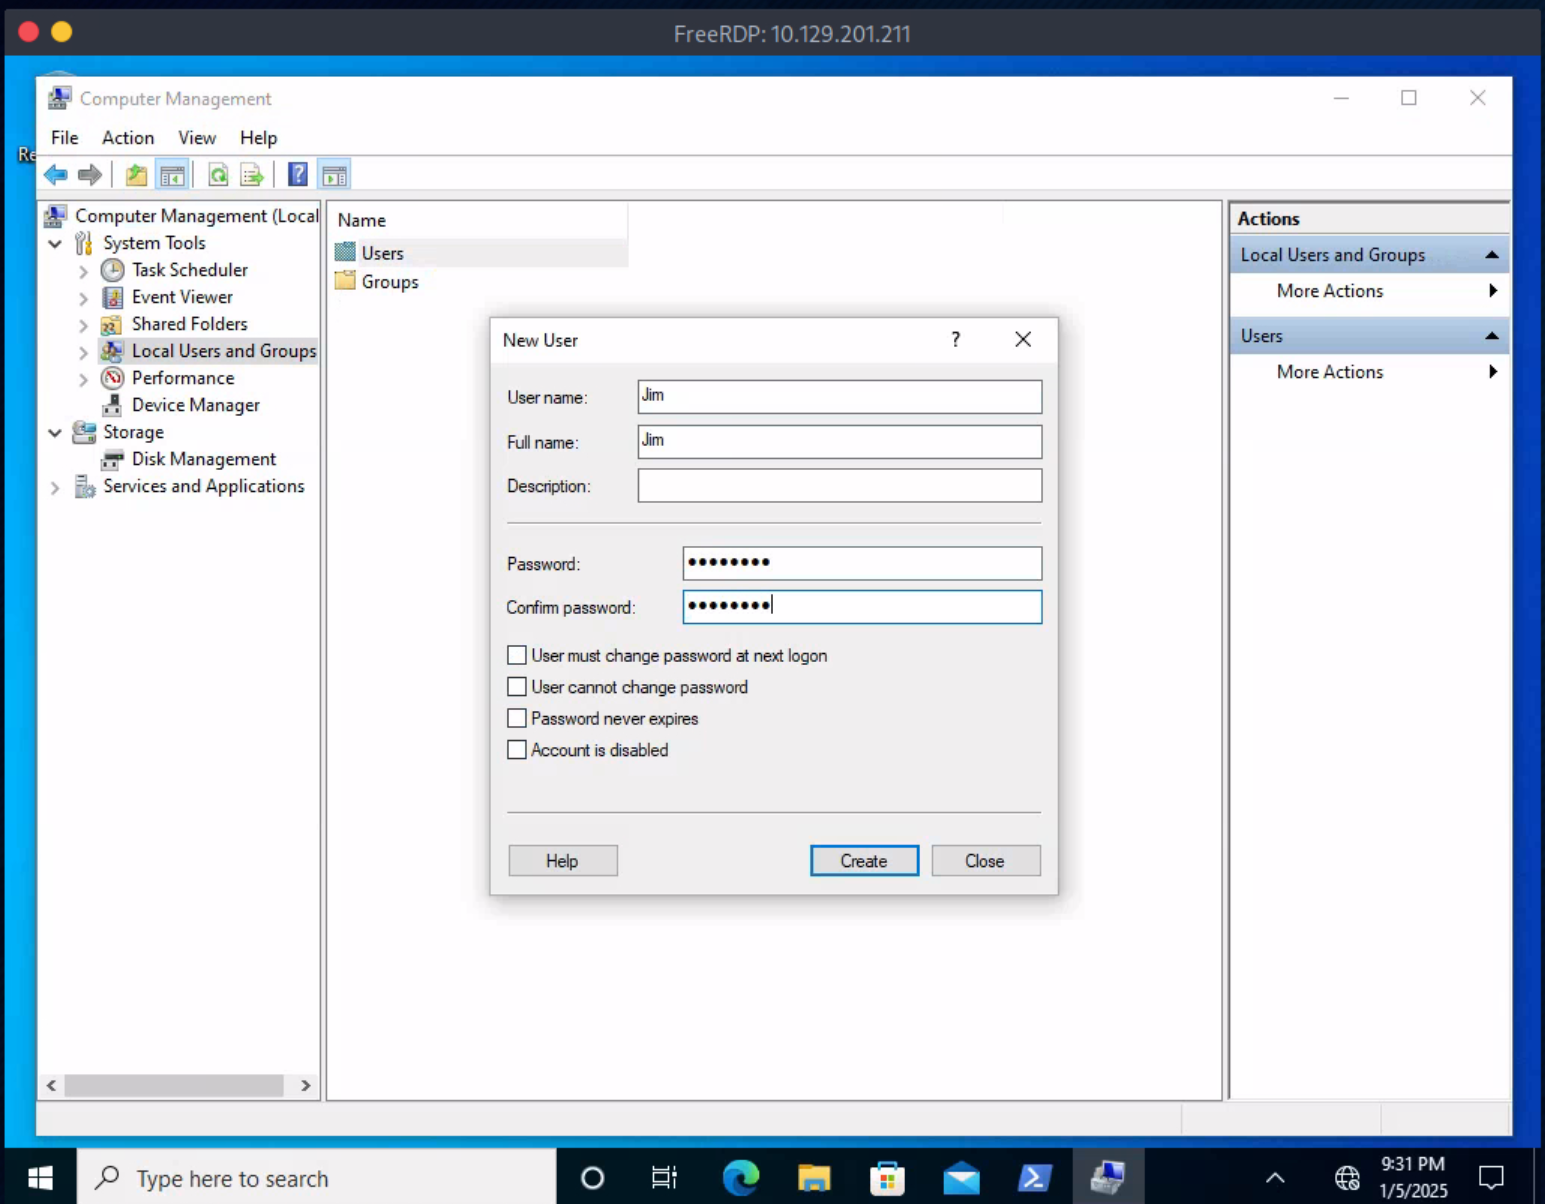 FreeRDP: 10.129.201.211
Computer Management
File Action View Help
Re
Computer Management (Local
System Tools
Task Scheduler
Event Viewer
Shared Folders
Local Users and Groups
Performance
Device Manager
Storage
Disk Management
Services and Applications
Name
Users
Groups
Actions
Local Users and Groups
More Actions
Users
More Actions
New User
?
User name: Jim
Full name: Jim
Description:
Password: ●●●●●●●●
Confirm password: ●●●●●●●●
User must change password at next logon
User cannot change password
Password never expires
Account is disabled
Help Create Close
Type here to search
9:31 PM
1/5/2025